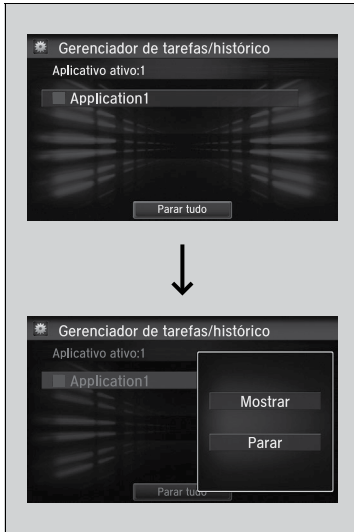 Gerenciador de tarefas/histórico
Aplicativo ativo:1
Application1
Parar tudo
Gerenciador de tarefas/histórico
Aplicativo ativo:1
Application1
Mostrar
Parar
Parar tudo